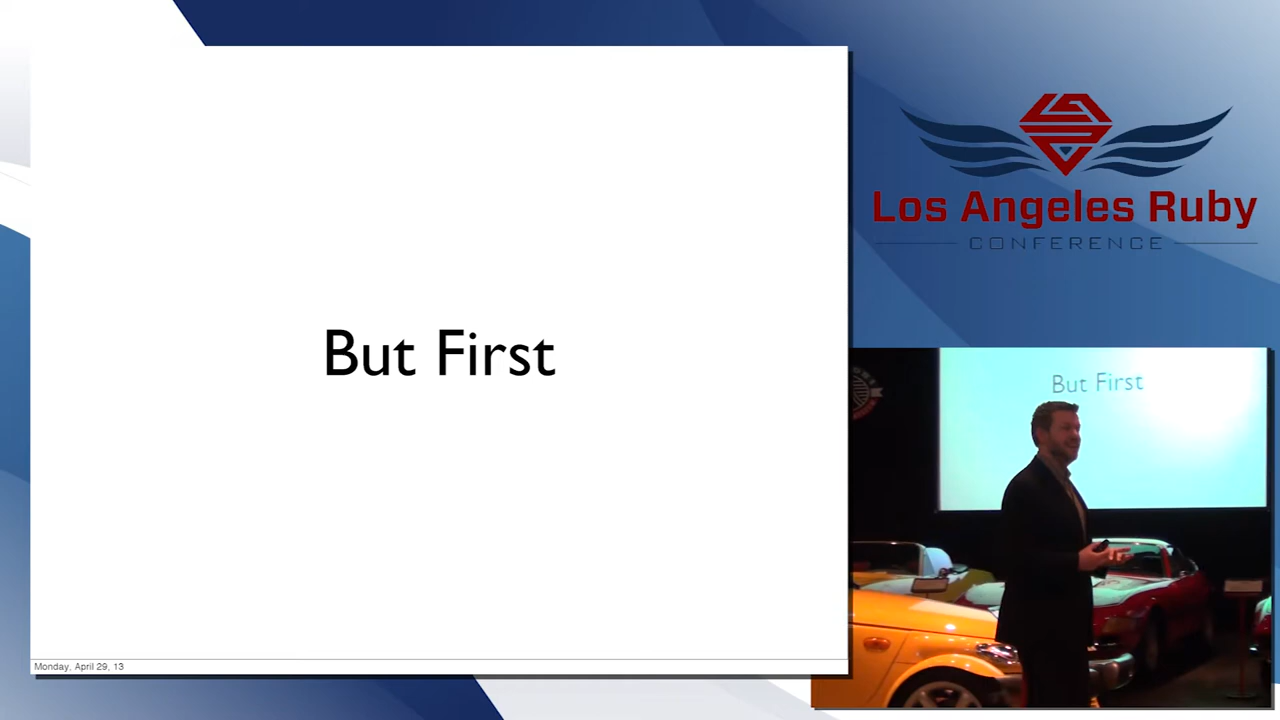 But First
Monday, April 29, 13
Los Angeles Ruby
CONFERENCE
But First